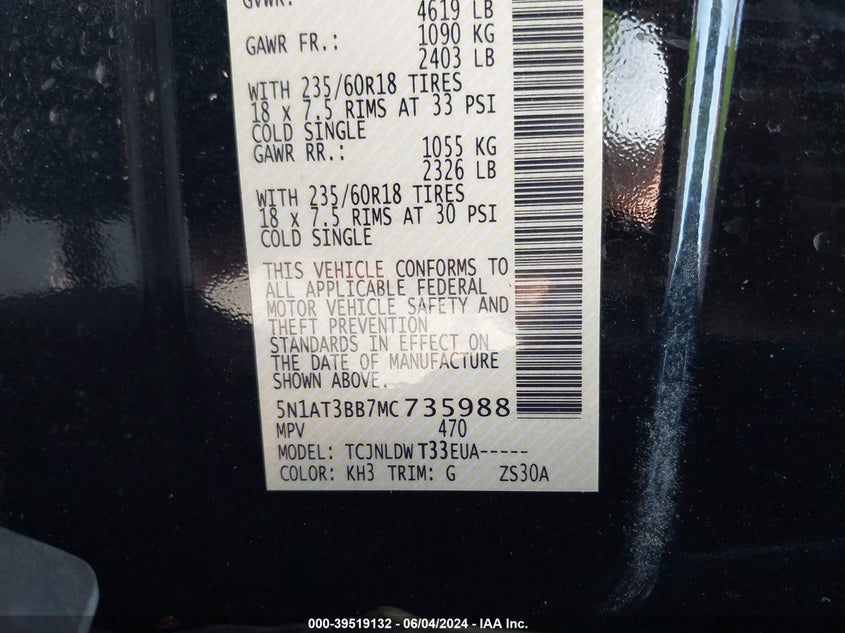 GVWR:
4619 LB
GAWR FR.: 1090 KG
2403 LB
WITH 235/60R18 TIRES
18 X 7.5 RIMS AT 33 PSI
COLD SINGLE
GAWR RR.: 1055 KG
2326 LB
WITH 235/60R18 TIRES
18 X 7.5 RIMS AT 30 PSI
COLD SINGLE
THIS VEHICLE CONFORMS TO
ALL APPLICABLE FEDERAL
MOTOR VEHICLE SAFETY AND
THEFT PREVENTION
STANDARDS IN EFFECT ON
THE DATE OF MANUFACTURE
SHOWN ABOVE.
5N1AT3BB7MC735988
MPV 470
MODEL: TCJNLDW T33EUA-----
COLOR: KH3 TRIM: G ZS30A
000-39519132 - 06/04/2024 - IAA Inc.